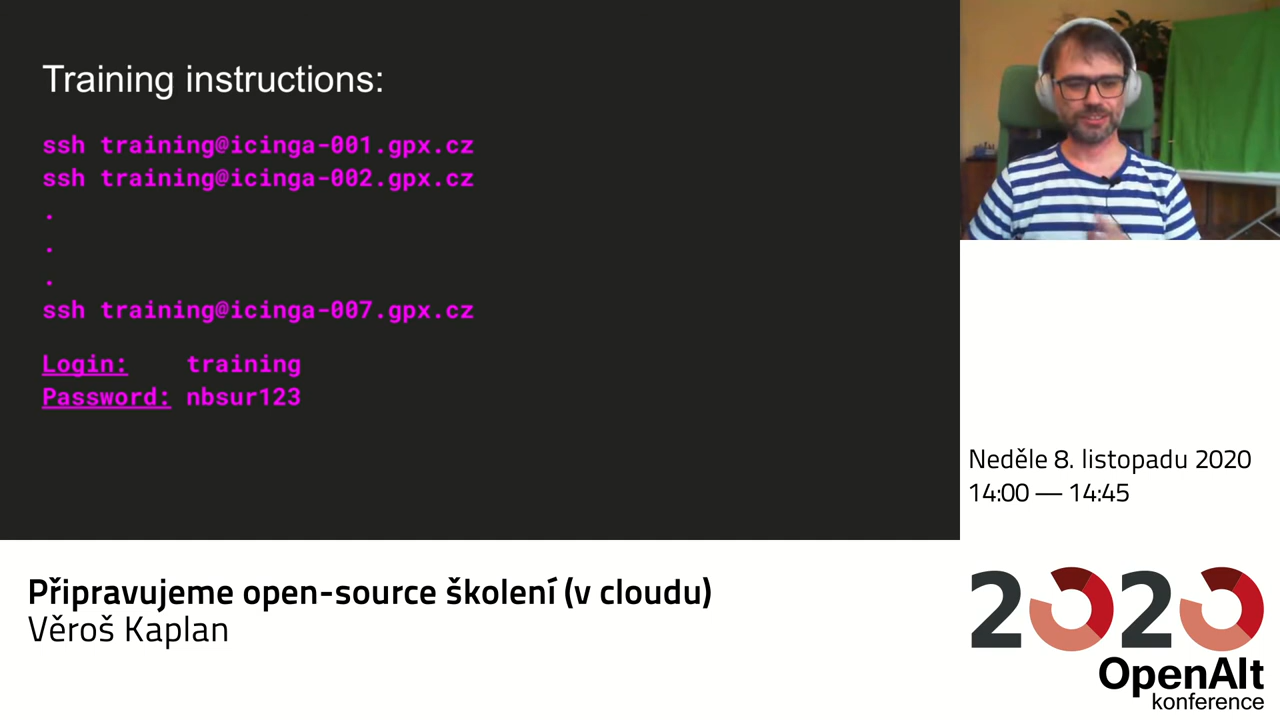 Training instructions:
ssh training@icinga-001.gpx.cz
ssh training@icinga-002.gpx.cz
.
.
.
ssh training@icinga-007.gpx.cz
Login: training
Password: nbsur123
Neděle 8. listopadu 2020
14:00 — 14:45
Připravujeme open-source školení (v cloudu)
Věroš Kaplan
2020
OpenAlt
konference